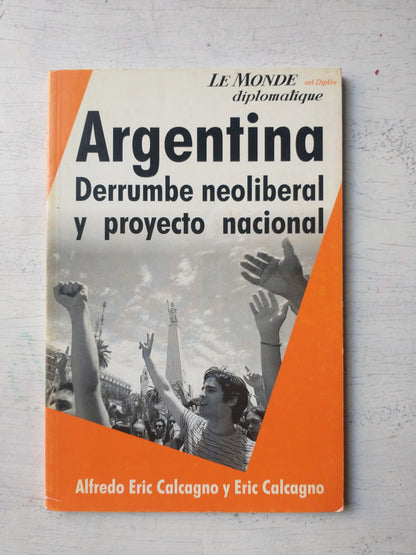 LE MONDE «el Dipló»
diplomatique
Argentina
Derrumbe neoliberal
y proyecto nacional
Alfredo Eric Calcagno y Eric Calcagno